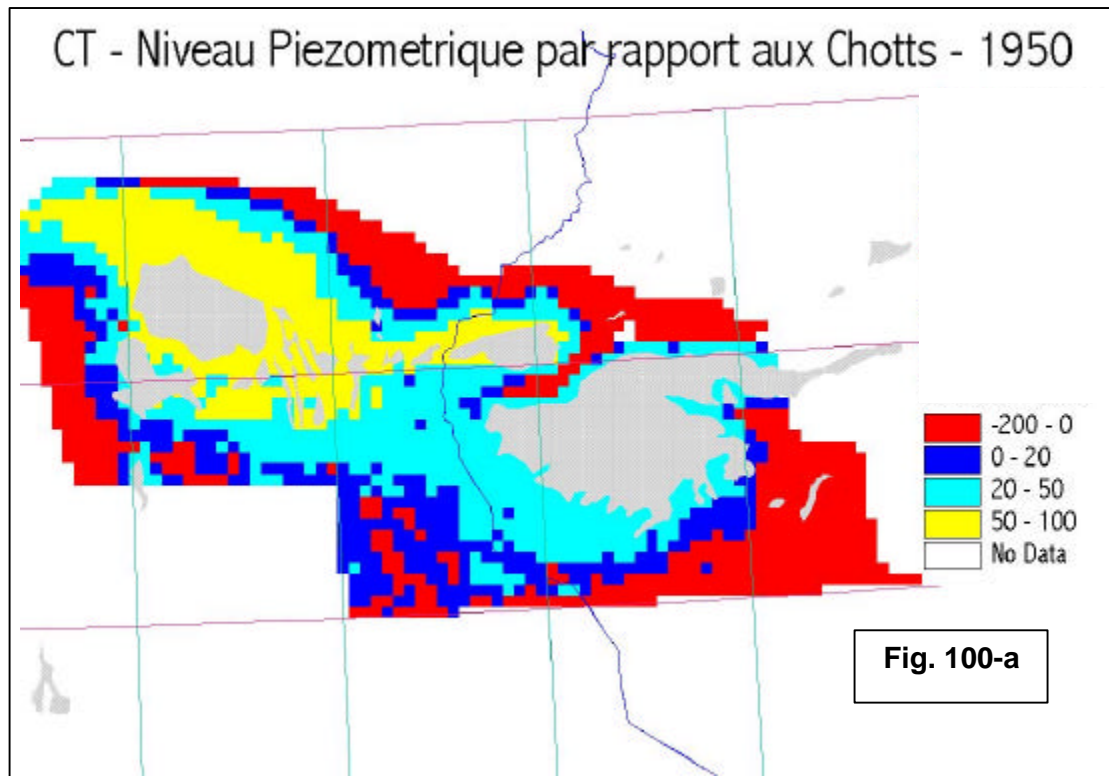 CT - Niveau Piezometrique par rapport aux Chotts - 1950
-200 - 0
0 - 20
20 - 50
50 - 100
No Data
Fig. 100-a